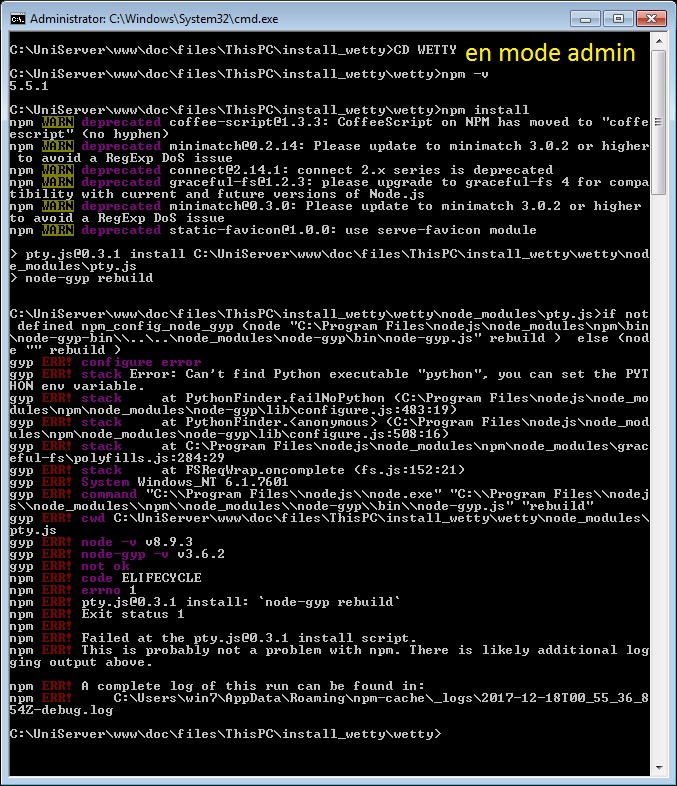 Administrator: C:\Windows\System32\cmd.exe
C:\UniServer\www\doc\files\ThisPC\install_wetty>CD WETTY
en mode admin
C:\UniServer\www\doc\files\ThisPC\install_wetty\wetty>npm -v
5.5.1
C:\UniServer\www\doc\files\ThisPC\install_wetty\wetty>npm install
npm WARN deprecated coffee-script@1.3.3: CoffeeScript on NPM has moved to "coffe
escript" (no hyphen)
npm WARN deprecated minimatch@0.2.14: Please update to minimatch 3.0.2 or higher
 to avoid a RegExp DoS issue
npm WARN deprecated connect@2.14.1: connect 2.x series is deprecated
npm WARN deprecated graceful-fs@1.2.3: please upgrade to graceful-fs 4 for compa
tibility with current and future versions of Node.js
npm WARN deprecated minimatch@0.3.0: Please update to minimatch 3.0.2 or higher
to avoid a RegExp DoS issue
npm WARN deprecated static-favicon@1.0.0: use serve-favicon module
> pty.js@0.3.1 install C:\UniServer\www\doc\files\ThisPC\install_wetty\wetty\nod
e_modules\pty.js
> node-gyp rebuild
C:\UniServer\www\doc\files\ThisPC\install_wetty\wetty\node_modules\pty.js>if not
 defined npm_config_node_gyp (node "C:\Program Files\nodejs\node_modules\npm\bin
\node-gyp-bin\\..\..\node_modules\node-gyp\bin\node-gyp.js" rebuild )  else (nod
e "" rebuild )
gyp ERR! configure error
gyp ERR! stack Error: Can't find Python executable "python", you can set the PYT
HON env variable.
gyp ERR! stack     at PythonFinder.failNoPython (C:\Program Files\nodejs\node_mo
dules\npm\node_modules\node-gyp\lib\configure.js:483:19)
gyp ERR! stack     at PythonFinder.<anonymous> (C:\Program Files\nodejs\node_mod
ules\npm\node_modules\node-gyp\lib\configure.js:508:16)
gyp ERR! stack     at C:\Program Files\nodejs\node_modules\npm\node_modules\grac
eful-fs\polyfills.js:284:29
gyp ERR! stack     at FSReqWrap.oncomplete (fs.js:152:21)
gyp ERR! System Windows_NT 6.1.7601
gyp ERR! command "C:\\Program Files\\nodejs\\node.exe" "C:\\Program Files\\nodej
s\\node_modules\\npm\\node_modules\\node-gyp\\bin\\node-gyp.js" "rebuild"
gyp ERR! cwd C:\UniServer\www\doc\files\ThisPC\install_wetty\wetty\node_modules\
pty.js
gyp ERR! node -v v8.9.3
gyp ERR! node-gyp -v v3.6.2
gyp ERR! not ok
npm ERR! code ELIFECYCLE
npm ERR! errno 1
npm ERR! pty.js@0.3.1 install: `node-gyp rebuild`
npm ERR! Exit status 1
npm ERR!
npm ERR! Failed at the pty.js@0.3.1 install script.
npm ERR! This is probably not a problem with npm. There is likely additional log
ging output above.
npm ERR! A complete log of this run can be found in:
npm ERR!     C:\Users\win7\AppData\Roaming\npm-cache\_logs\2017-12-18T00_55_36_8
54Z-debug.log
C:\UniServer\www\doc\files\ThisPC\install_wetty\wetty>